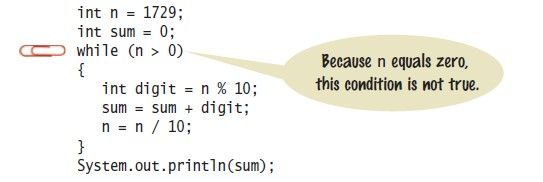 int n = 1729;
int sum = 0;
while (n > 0)
{
int digit = n % 10;
sum = sum + digit;
n = n / 10;
}
System.out.println(sum);
Because n equals zero,
this condition is not true.